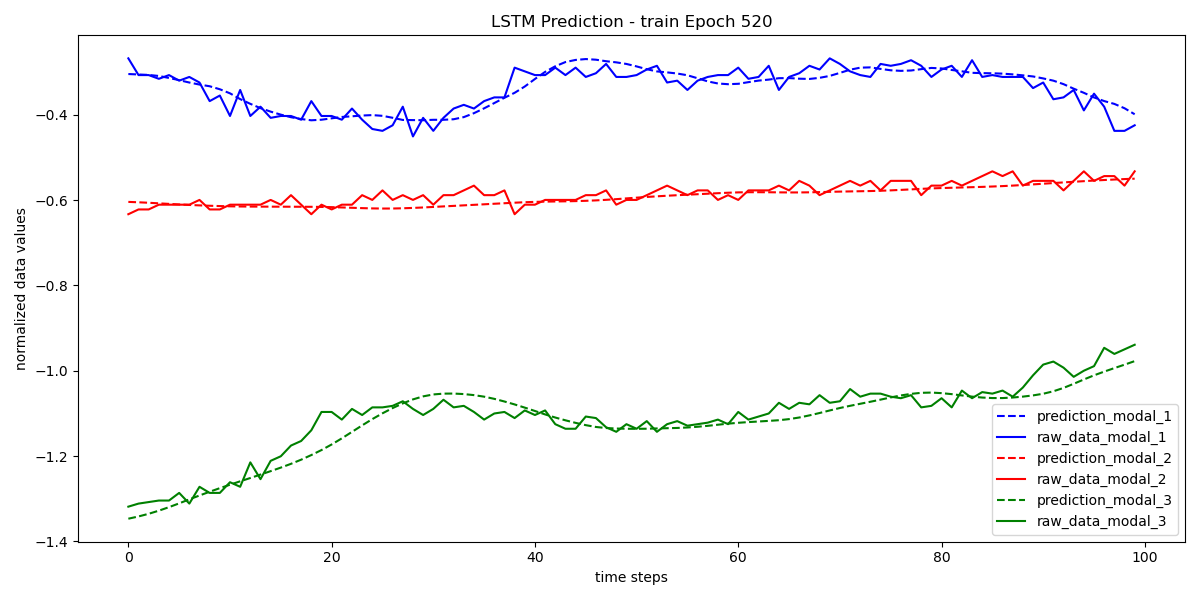 LSTM Prediction - train Epoch 520
normalized data values
−0.4
−0.6
−0.8
−1.0
−1.2
−1.4
prediction_modal_1
raw_data_modal_1
prediction_modal_2
raw_data_modal_2
prediction_modal_3
raw_data_modal_3
0 20 40 60 80 100
time steps